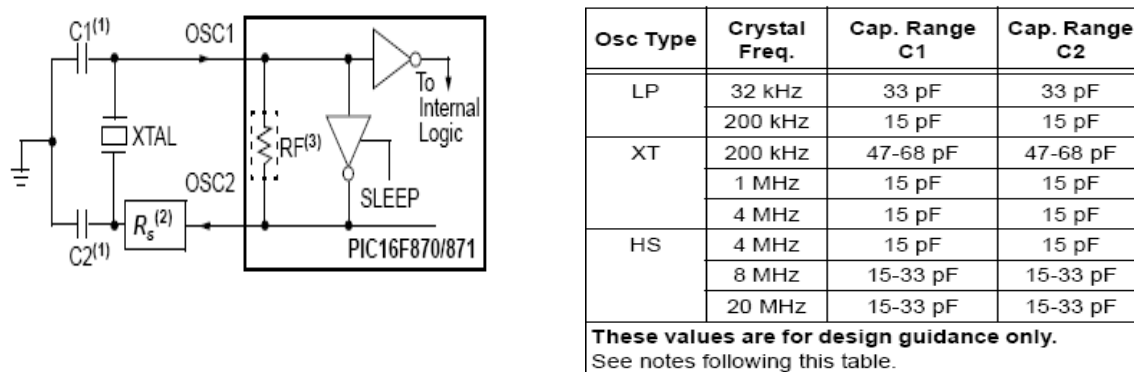 C1(1)
OSC1
To
Internal
Logic
XTAL
RF(3)
OSC2
SLEEP
Rs(2)
C2(1)
PIC16F870/871
Osc Type Crystal Freq. Cap. Range C1 Cap. Range C2
LP 32 kHz 33 pF 33 pF
200 kHz 15 pF 15 pF
XT 200 kHz 47-68 pF 47-68 pF
1 MHz 15 pF 15 pF
4 MHz 15 pF 15 pF
HS 4 MHz 15 pF 15 pF
8 MHz 15-33 pF 15-33 pF
20 MHz 15-33 pF 15-33 pF
These values are for design guidance only.
See notes following this table.